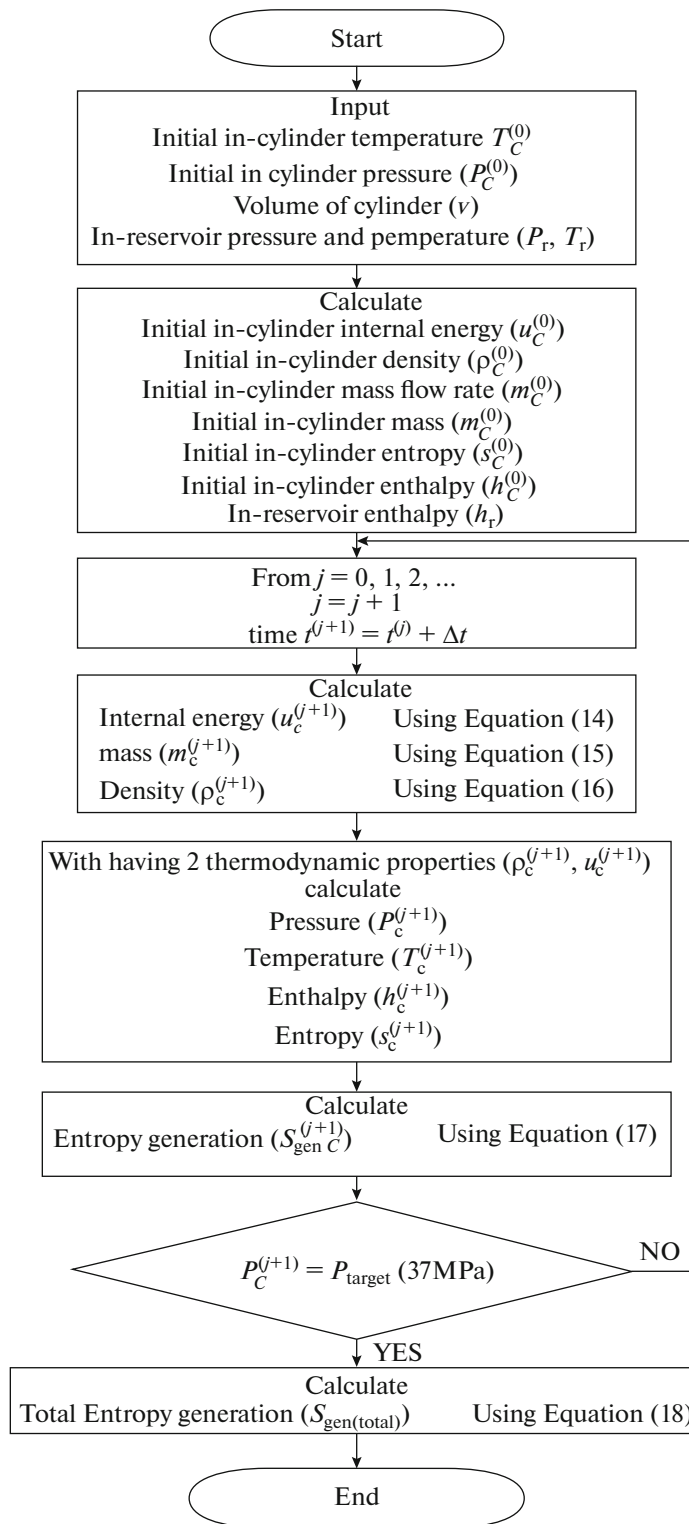 Start
Input
Initial in-cylinder temperature T_C^(0)
Initial in cylinder pressure (P_C^(0))
Volume of cylinder (v)
In-reservoir pressure and pemperature (P_r, T_r)
Calculate
Initial in-cylinder internal energy (u_C^(0))
Initial in-cylinder density (ρ_C^(0))
Initial in-cylinder mass flow rate (m_C^(0))
Initial in-cylinder mass (m_C^(0))
Initial in-cylinder entropy (s_C^(0))
Initial in-cylinder enthalpy (h_C^(0))
In-reservoir enthalpy (h_r)
From j = 0, 1, 2, ...
j = j + 1
time t^(j+1) = t^(j) + Δt
Calculate
Internal energy (u_c^(j+1)) Using Equation (14)
mass (m_c^(j+1)) Using Equation (15)
Density (ρ_c^(j+1)) Using Equation (16)
With having 2 thermodynamic properties (ρ_c^(j+1), u_c^(j+1))
calculate
Pressure (P_c^(j+1))
Temperature (T_c^(j+1))
Enthalpy (h_c^(j+1))
Entropy (s_c^(j+1))
Calculate
Entropy generation (S_gen C^(j+1)) Using Equation (17)
P_C^(j+1) = P_target (37MPa)
NO
YES
Calculate
Total Entropy generation (S_gen(total)) Using Equation (18)
End